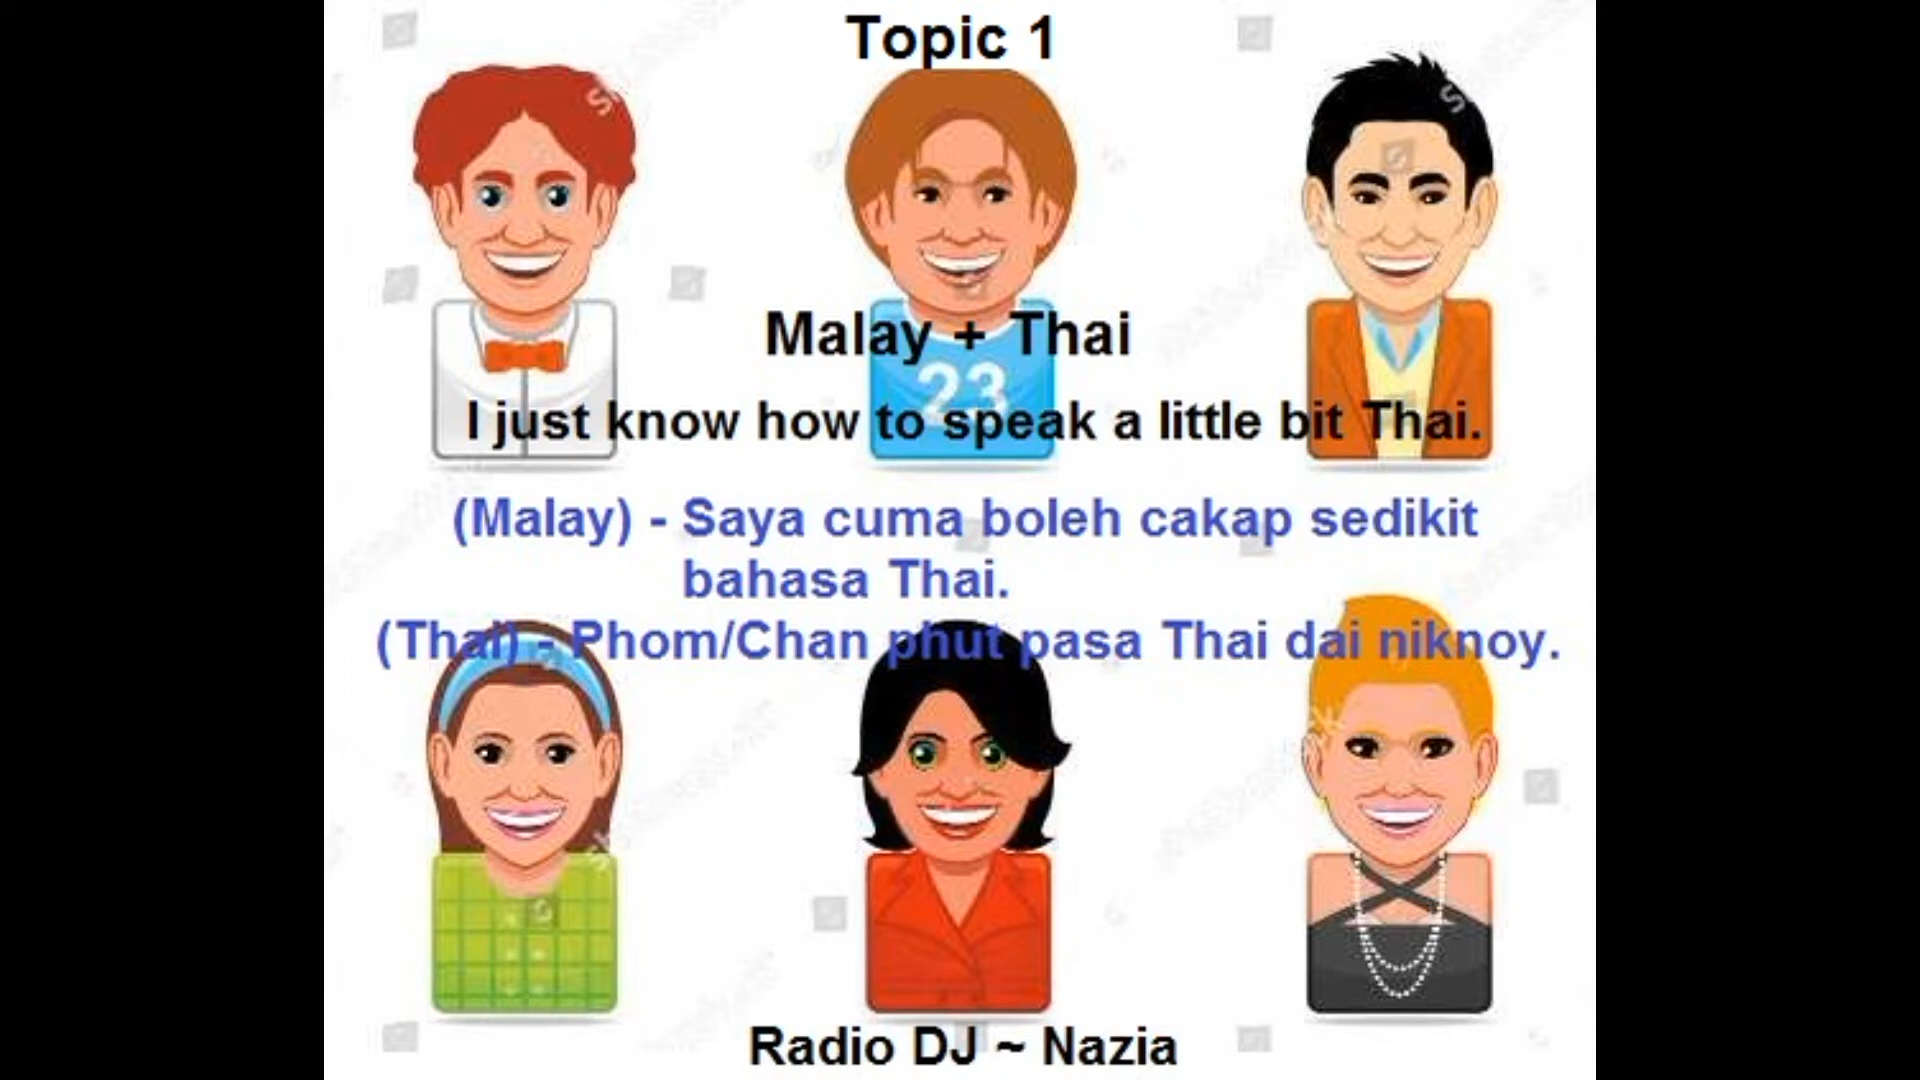 Topic 1
23
Malay + Thai
I just know how to speak a little bit Thai.
(Malay) - Saya cuma boleh cakap sedikit
bahasa Thai.
(Thai) - Phom/Chan phut pasa Thai dai niknoy.
Radio DJ ~ Nazia